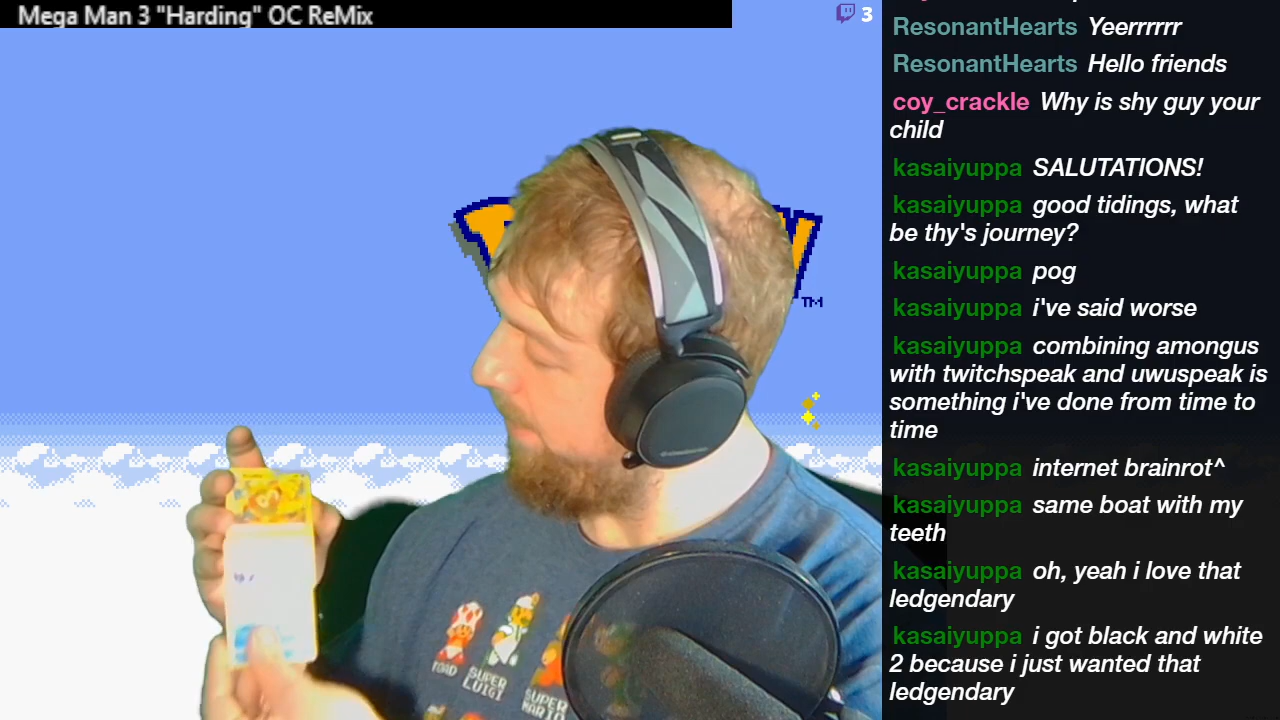 Mega Man 3 "Harding" OC ReMix
3
TM
TOAD
SUPER
LUIGI
SUPER
MARIO
ResonantHearts Yeerrrrrr
ResonantHearts Hello friends
coy_crackle Why is shy guy your
child
kasaiyuppa SALUTATIONS!
kasaiyuppa good tidings, what
be thy's journey?
kasaiyuppa pog
kasaiyuppa i've said worse
kasaiyuppa combining amongus
with twitchspeak and uwuspeak is
something i've done from time to
time
kasaiyuppa internet brainrot^
kasaiyuppa same boat with my
teeth
kasaiyuppa oh, yeah i love that
ledgendary
kasaiyuppa i got black and white
2 because i just wanted that
ledgendary